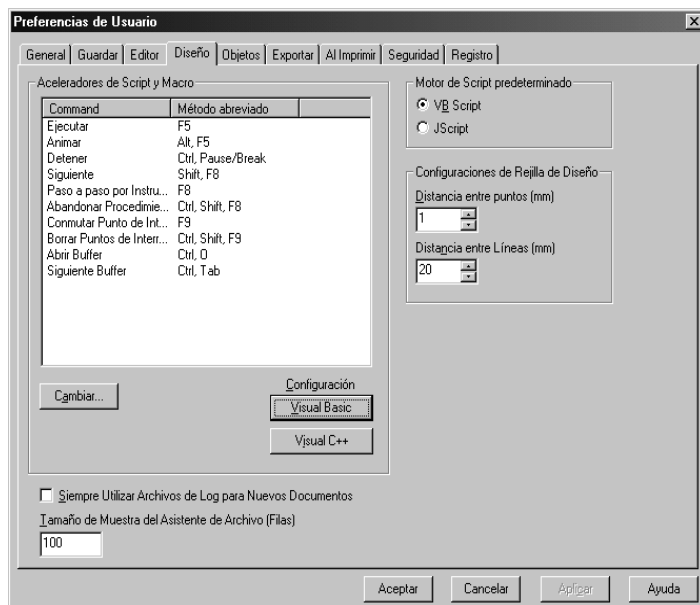 Preferencias de Usuario
General Guardar Editor Diseño Objetos Exportar Al Imprimir Seguridad Registro
Aceleradores de Script y Macro
Command Método abreviado
Ejecutar F5
Animar Alt, F5
Detener Ctrl, Pause/Break
Siguiente Shift, F8
Paso a paso por Instru... F8
Abandonar Procedimie... Ctrl, Shift, F8
Conmutar Punto de Int... F9
Borrar Puntos de Interr... Ctrl, Shift, F9
Abrir Buffer Ctrl, O
Siguiente Buffer Ctrl, Tab
Cambiar...
Configuración
Visual Basic
Visual C++
Motor de Script predeterminado
VB Script
JScript
Configuraciones de Rejilla de Diseño
Distancia entre puntos (mm)
1
Distancia entre Líneas (mm)
20
Siempre Utilizar Archivos de Log para Nuevos Documentos
Tamaño de Muestra del Asistente de Archivo (Filas)
100
Aceptar Cancelar Aplicar Ayuda